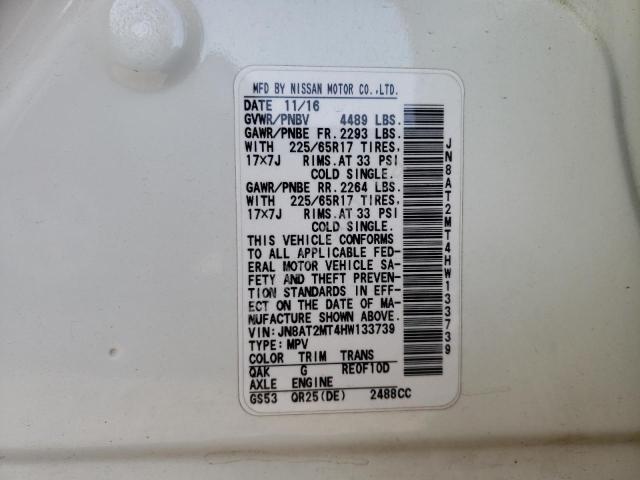 MFD BY NISSAN MOTOR CO.,LTD.
DATE 11/16
GVWR/PNBV 4489 LBS.
GAWR/PNBE FR. 2293 LBS.
WITH 225/65R17 TIRES,
17×7J RIMS.AT 33 PSI
COLD SINGLE.
GAWR/PNBE RR. 2264 LBS.
WITH 225/65R17 TIRES,
17×7J RIMS.AT 33 PSI
COLD SINGLE.
THIS VEHICLE CONFORMS
TO ALL APPLICABLE FED-
ERAL MOTOR VEHICLE SA-
FETY AND THEFT PREVEN-
TION STANDARDS IN EFF-
ECT ON THE DATE OF MA-
NUFACTURE SHOWN ABOVE.
VIN:JN8AT2MT4HW133739
TYPE:MPV
COLOR TRIM TRANS
QAK G RE0F10D
AXLE ENGINE
GS53 QR25(DE) 2488CC
JN8AT2MT4HW133739